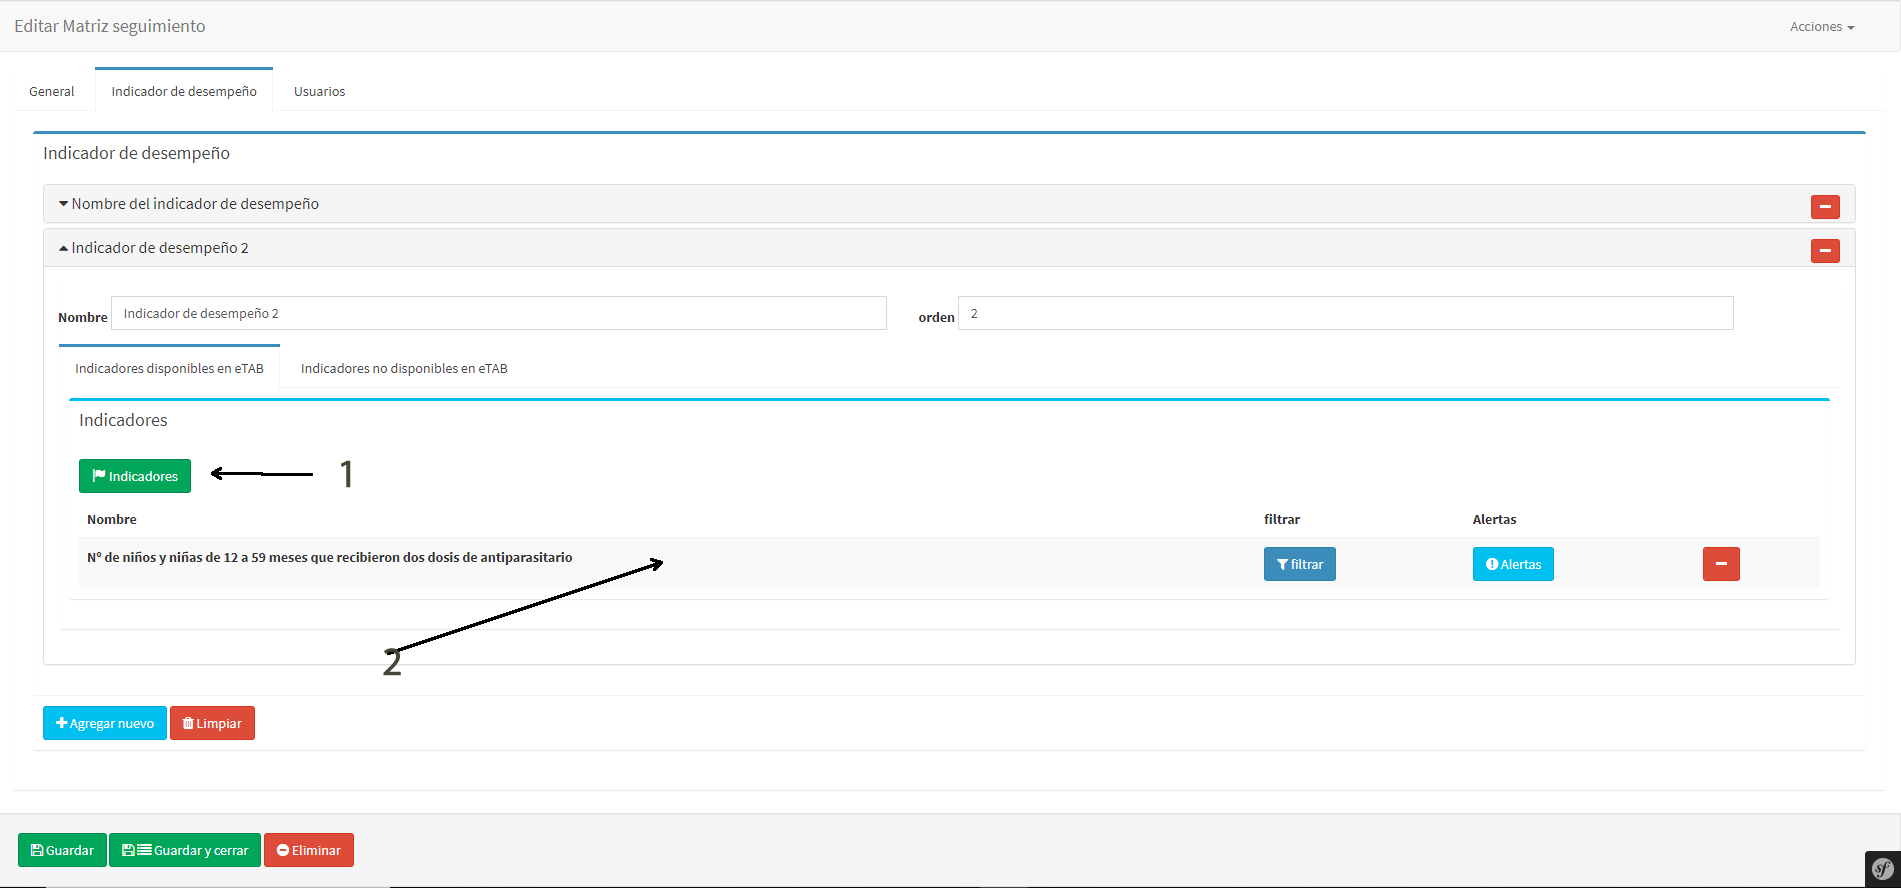 Editar Matriz seguimiento
Acciones
General Indicador de desempeño Usuarios
Indicador de desempeño
Nombre del indicador de desempeño
Indicador de desempeño 2
Nombre Indicador de desempeño 2 orden 2
Indicadores disponibles en eTAB Indicadores no disponibles en eTAB
Indicadores
Indicadores 1
Nombre filtrar Alertas
Nº de niños y niñas de 12 a 59 meses que recibieron dos dosis de antiparasitario filtrar Alertas
2
Agregar nuevo Limpiar
Guardar Guardar y cerrar Eliminar
sf